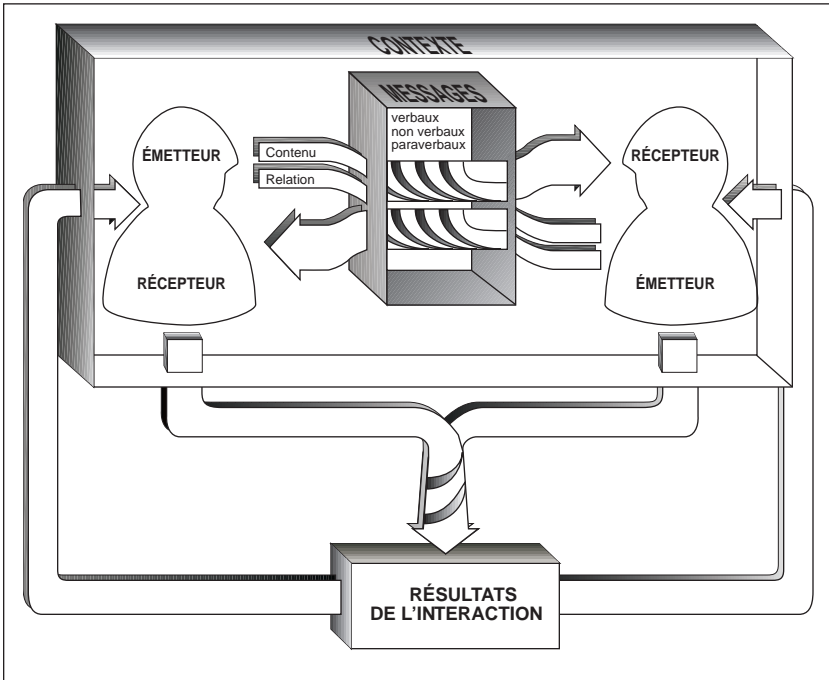 CONTEXTE
MESSAGES
verbaux
non verbaux
paraverbaux
ÉMETTEUR
Contenu
Relation
RÉCEPTEUR
RÉCEPTEUR
ÉMETTEUR
RÉSULTATS
DE L'INTERACTION